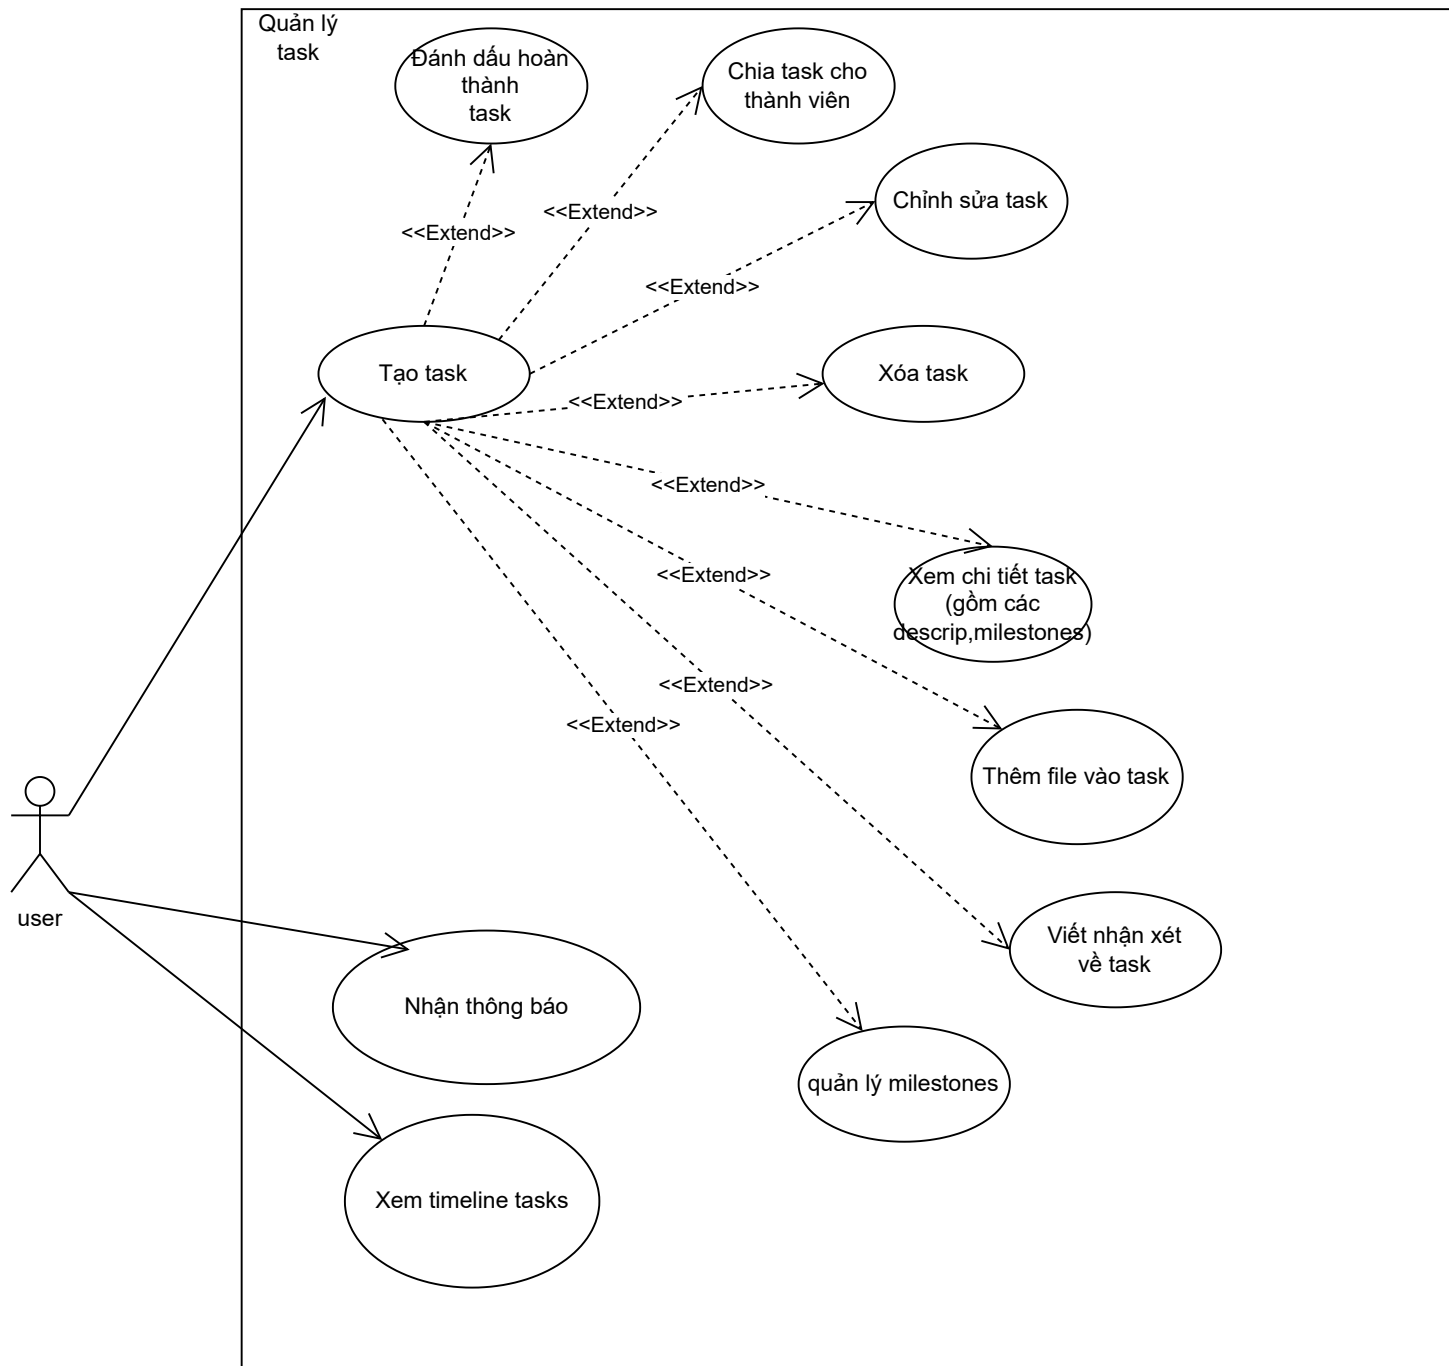 Quản lý
task
Đánh dấu hoàn
thành
task
Chia task cho
thành viên
Chỉnh sửa task
<<Extend>>
<<Extend>>
<<Extend>>
Tạo task
Xóa task
<<Extend>>
<<Extend>>
Xem chi tiết task
(gồm các
descrip,milestones)
<<Extend>>
<<Extend>>
<<Extend>>
Thêm file vào task
user
Viết nhận xét
về task
Nhận thông báo
quản lý milestones
Xem timeline tasks